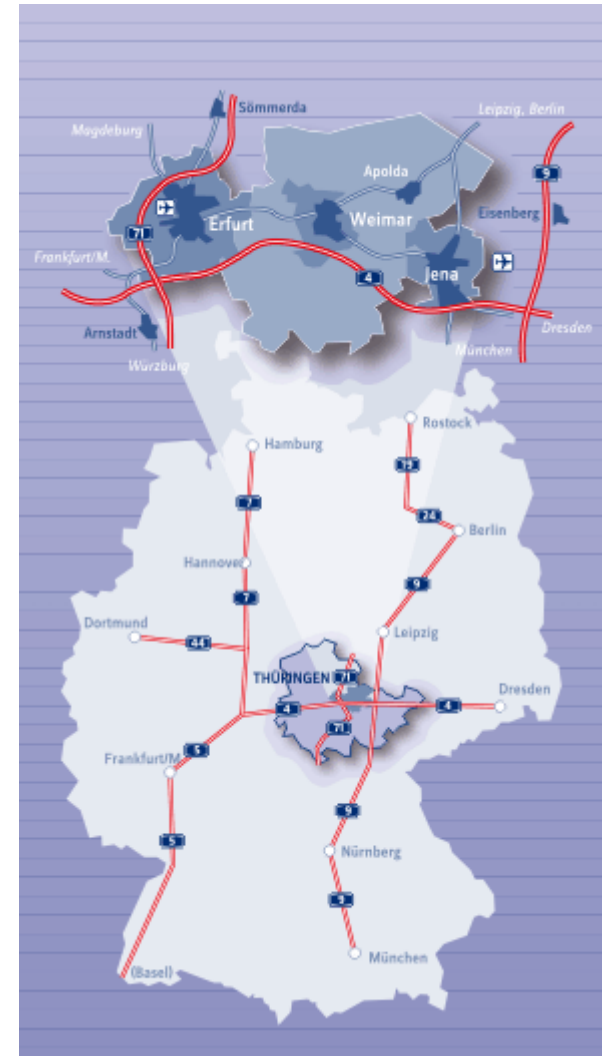 Sömmerda
Magdeburg
Leipzig, Berlin
Apolda
9
Erfurt
Weimar
Eisenberg
71
Frankfurt/M.
Jena
4
Arnstadt
Dresden
München
Würzburg
Rostock
Hamburg
19
7
24
Berlin
Hannover
9
7
Dortmund
Leipzig
44
THÜRINGEN
71
Dresden
4
4
71
5
Frankfurt/M.
9
5
Nürnberg
9
München
(Basel)